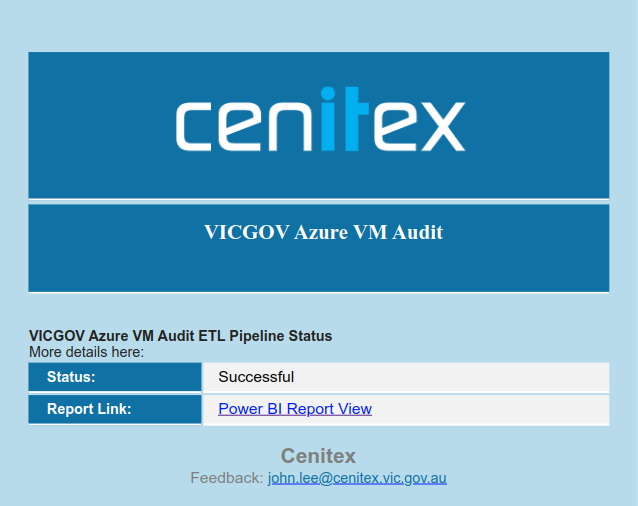 cenitex
VICGOV Azure VM Audit
VICGOV Azure VM Audit ETL Pipeline Status
More details here:
Status: Successful
Report Link: Power BI Report View
Cenitex
Feedback: john.lee@cenitex.vic.gov.au